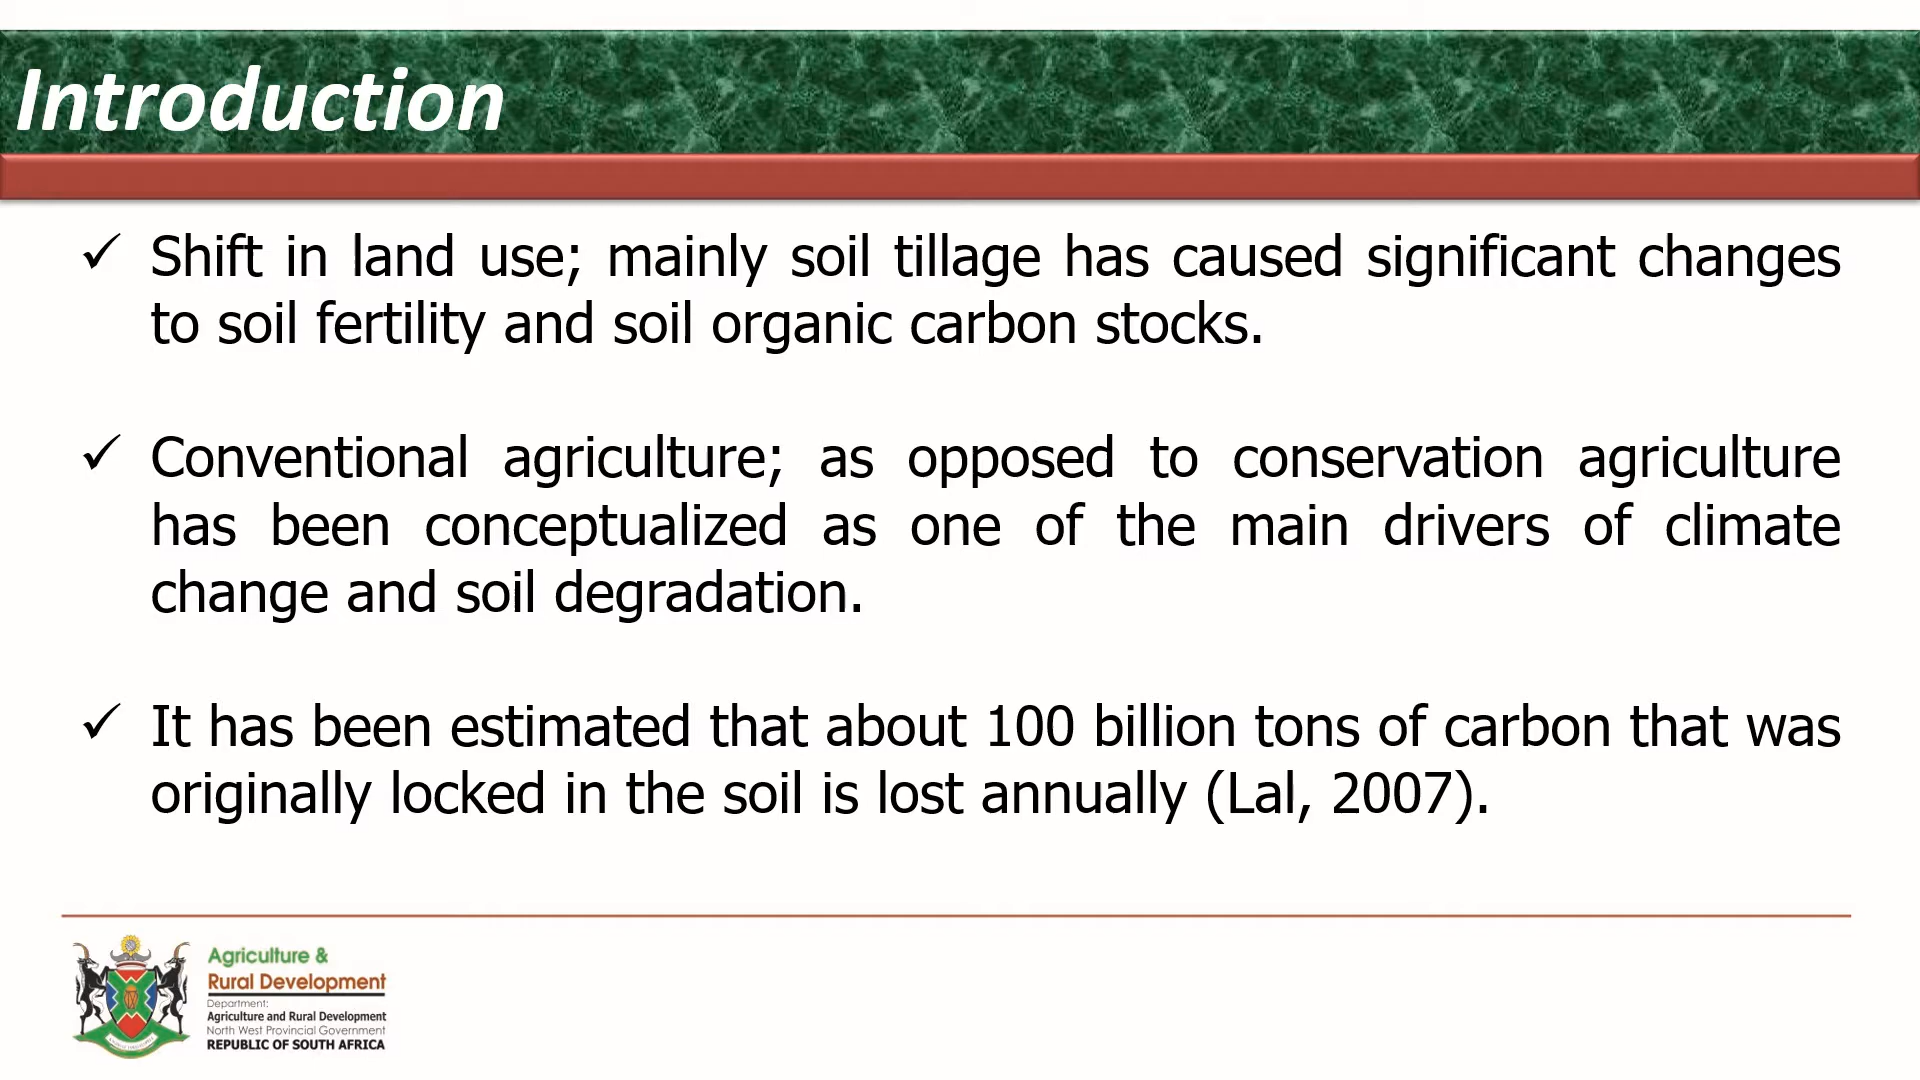 Introduction
✓ Shift in land use; mainly soil tillage has caused significant changes
to soil fertility and soil organic carbon stocks.
✓ Conventional agriculture; as opposed to conservation agriculture
has been conceptualized as one of the main drivers of climate
change and soil degradation.
✓ It has been estimated that about 100 billion tons of carbon that was
originally locked in the soil is lost annually (Lal, 2007).
Agriculture &
Rural Development
Department:
Agriculture and Rural Development
North West Provincial Government
REPUBLIC OF SOUTH AFRICA